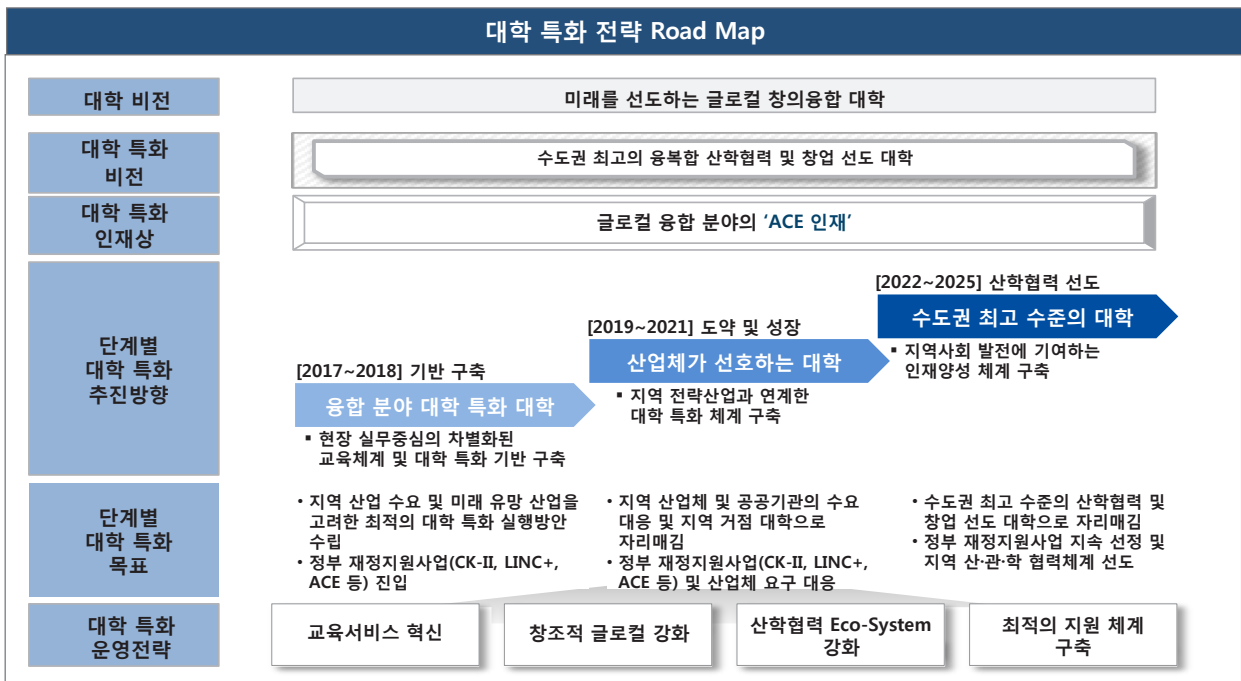 대학 특화 전략 Road Map
대학 비전
미래를 선도하는 글로컬 창의융합 대학
대학 특화
비전
수도권 최고의 융복합 산학협력 및 창업 선도 대학
대학 특화
인재상
글로컬 융합 분야의 ‘ACE 인재’
단계별
대학 특화
추진방향
[2017~2018] 기반 구축
융합 분야 대학 특화 대학
▪ 현장 실무중심의 차별화된
교육체계 및 대학 특화 기반 구축
[2019~2021] 도약 및 성장
산업체가 선호하는 대학
▪ 지역 전략산업과 연계한
대학 특화 체계 구축
[2022~2025] 산학협력 선도
수도권 최고 수준의 대학
▪ 지역사회 발전에 기여하는
인재양성 체계 구축
단계별
대학 특화
목표
• 지역 산업 수요 및 미래 유망 산업을
고려한 최적의 대학 특화 실행방안
수립
• 정부 재정지원사업(CK-II, LINC+,
ACE 등) 진입
• 지역 산업체 및 공공기관의 수요
대응 및 지역 거점 대학으로
자리매김
• 정부 재정지원사업(CK-II, LINC+,
ACE 등) 및 산업체 요구 대응
• 수도권 최고 수준의 산학협력 및
창업 선도 대학으로 자리매김
• 정부 재정지원사업 지속 선정 및
지역 산·관·학 협력체계 선도
대학 특화
운영전략
교육서비스 혁신
창조적 글로컬 강화
산학협력 Eco-System
강화
최적의 지원 체계
구축